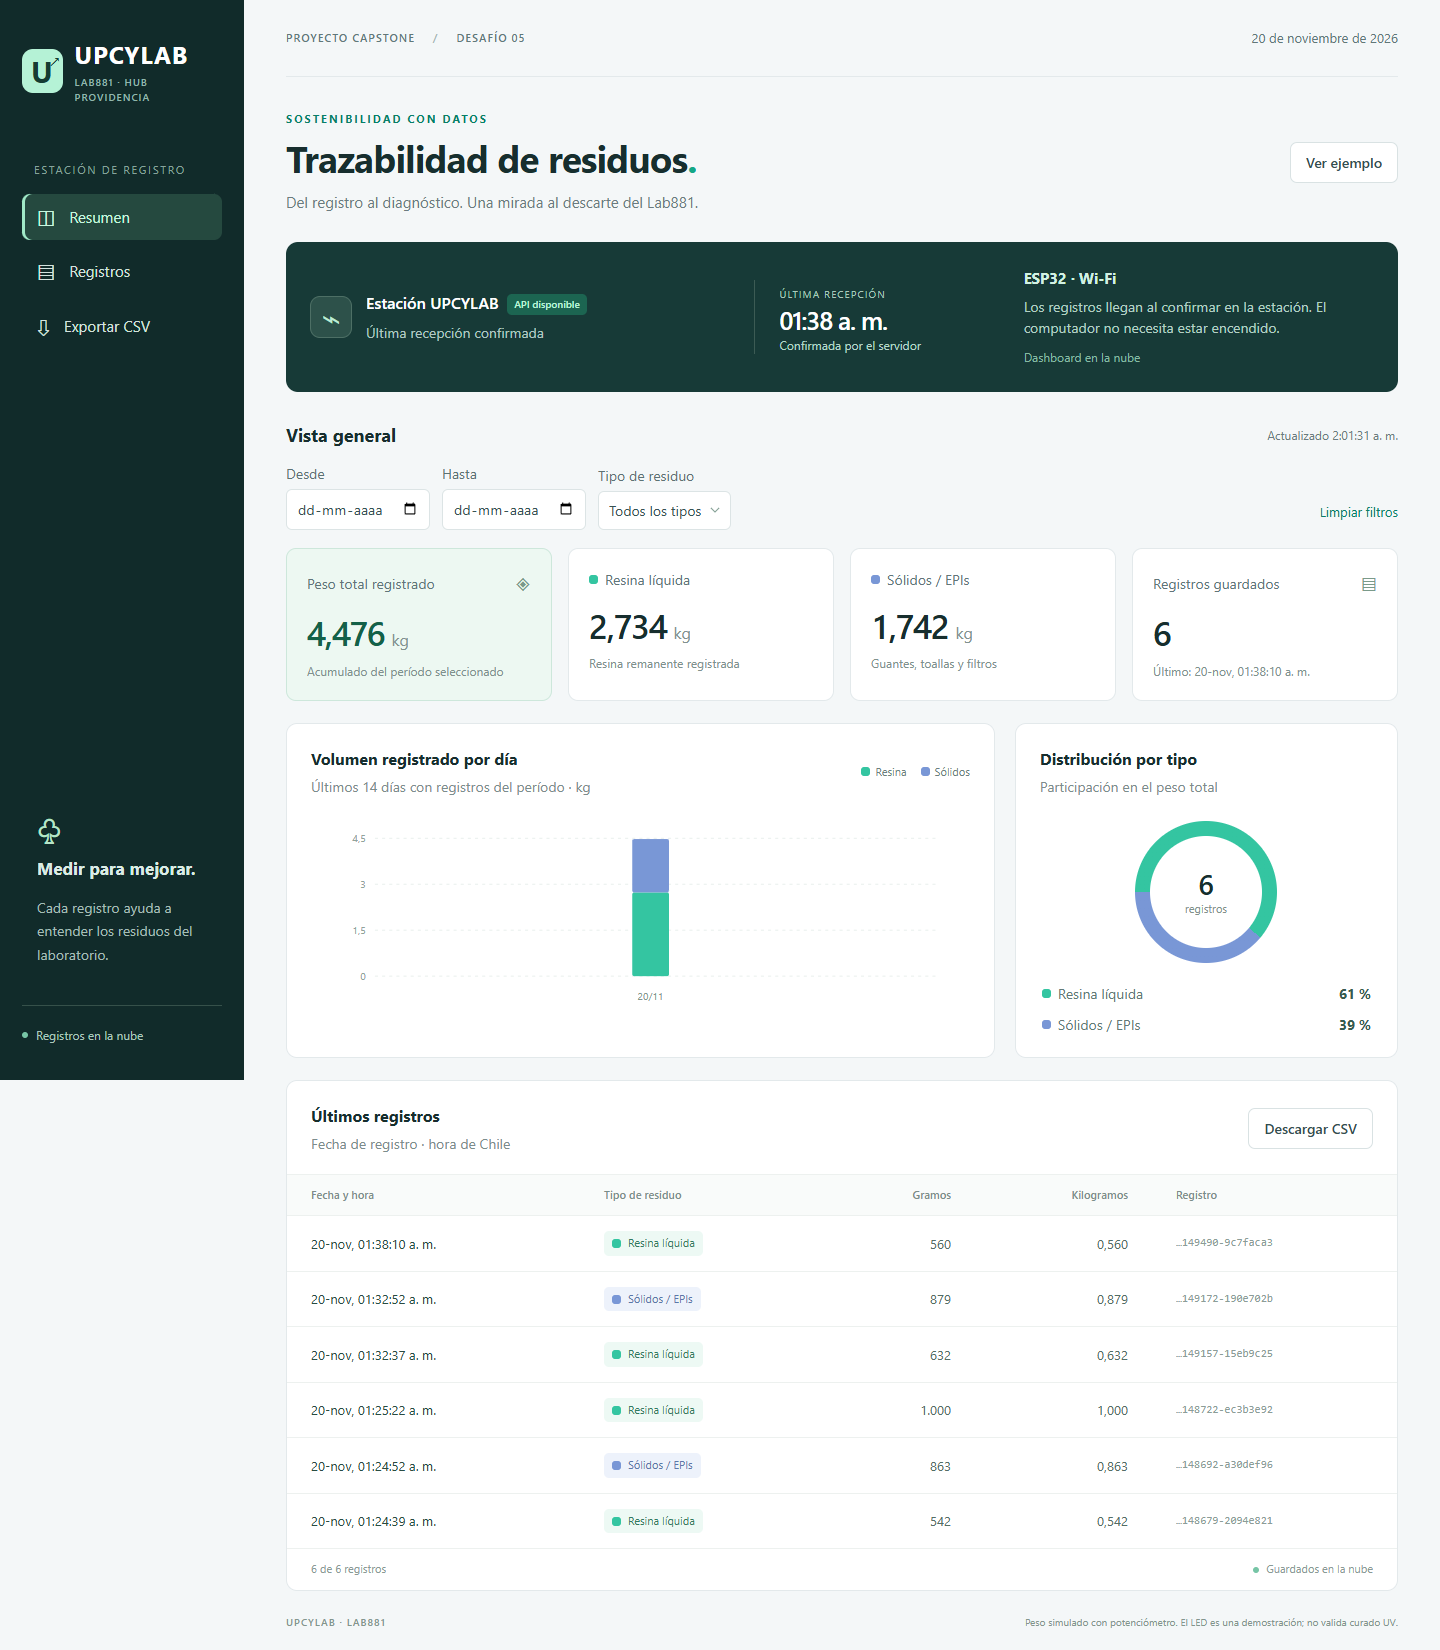 UPCYLAB
LAB881 · HUB
PROVIDENCIA
ESTACIÓN DE REGISTRO
Resumen
Registros
Exportar CSV
Medir para mejorar.
Cada registro ayuda a
entender los residuos del
laboratorio.
Registros en la nube
PROYECTO CAPSTONE / DESAFÍO 05
20 de noviembre de 2026
SOSTENIBILIDAD CON DATOS
Trazabilidad de residuos.
Del registro al diagnóstico. Una mirada al descarte del Lab881.
Ver ejemplo
Estación UPCYLAB API disponible
Última recepción confirmada
ÚLTIMA RECEPCIÓN
01:38 a. m.
Confirmada por el servidor
ESP32 · Wi-Fi
Los registros llegan al confirmar en la estación. El
computador no necesita estar encendido.
Dashboard en la nube
Vista general
Actualizado 2:01:31 a. m.
Desde
dd-mm-aaaa
Hasta
dd-mm-aaaa
Tipo de residuo
Todos los tipos
Limpiar filtros
Peso total registrado
4,476 kg
Acumulado del período seleccionado
Resina líquida
2,734 kg
Resina remanente registrada
Sólidos / EPIs
1,742 kg
Guantes, toallas y filtros
Registros guardados
6
Último: 20-nov, 01:38:10 a. m.
Volumen registrado por día
Últimos 14 días con registros del período · kg
Resina Sólidos
4,5
3
1,5
0
20/11
Distribución por tipo
Participación en el peso total
6
registros
Resina líquida 61 %
Sólidos / EPIs 39 %
Últimos registros
Fecha de registro · hora de Chile
Descargar CSV
Fecha y hora Tipo de residuo Gramos Kilogramos Registro
20-nov, 01:38:10 a. m. Resina líquida 560 0,560 …149490-9c7faca3
20-nov, 01:32:52 a. m. Sólidos / EPIs 879 0,879 …149172-190e702b
20-nov, 01:32:37 a. m. Resina líquida 632 0,632 …149157-15eb9c25
20-nov, 01:25:22 a. m. Resina líquida 1.000 1,000 …148722-ec3b3e92
20-nov, 01:24:52 a. m. Sólidos / EPIs 863 0,863 …148692-a30def96
20-nov, 01:24:39 a. m. Resina líquida 542 0,542 …148679-2094e821
6 de 6 registros
Guardados en la nube
UPCYLAB · LAB881
Peso simulado con potenciómetro. El LED es una demostración; no valida curado UV.